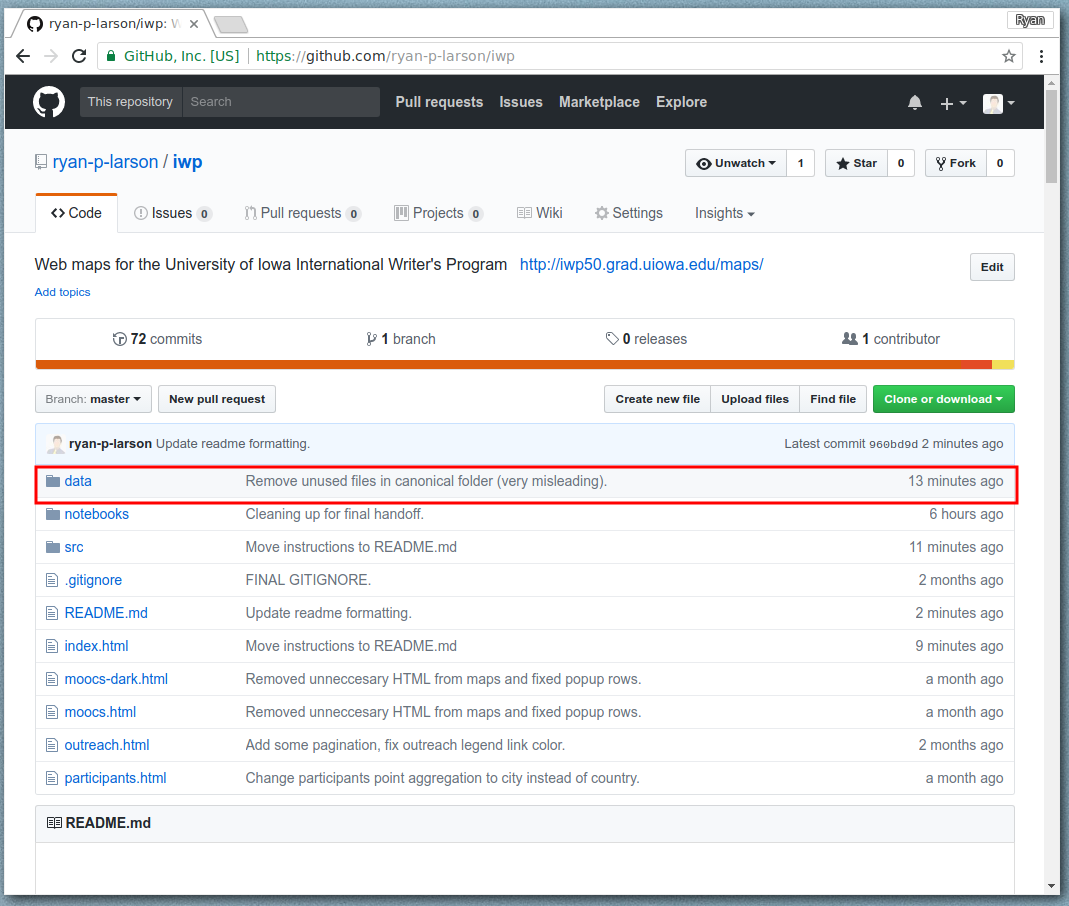 ryan-p-larson/iwp: W
Ryan
GitHub, Inc. [US] https://github.com/ryan-p-larson/iwp
This repository Search Pull requests Issues Marketplace Explore
ryan-p-larson / iwp Unwatch 1 Star 0 Fork 0
Code Issues 0 Pull requests 0 Projects 0 Wiki Settings Insights
Web maps for the University of Iowa International Writer's Program http://iwp50.grad.uiowa.edu/maps/ Edit
Add topics
72 commits 1 branch 0 releases 1 contributor
Branch: master New pull request Create new file Upload files Find file Clone or download
ryan-p-larson Update readme formatting. Latest commit 960bd9d 2 minutes ago
data Remove unused files in canonical folder (very misleading). 13 minutes ago
notebooks Cleaning up for final handoff. 6 hours ago
src Move instructions to README.md 11 minutes ago
.gitignore FINAL GITIGNORE. 2 months ago
README.md Update readme formatting. 2 minutes ago
index.html Move instructions to README.md 9 minutes ago
moocs-dark.html Removed unneccesary HTML from maps and fixed popup rows. a month ago
moocs.html Removed unneccesary HTML from maps and fixed popup rows. a month ago
outreach.html Add some pagination, fix outreach legend link color. 2 months ago
participants.html Change participants point aggregation to city instead of country. a month ago
README.md